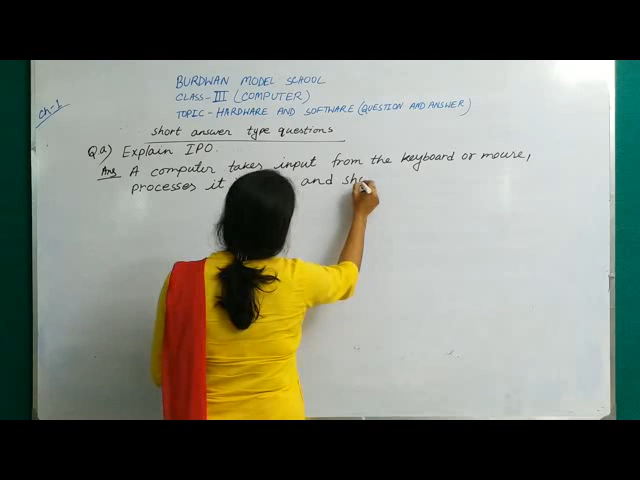 Ch-1
BURDWAN MODEL SCHOOL
CLASS-III (COMPUTER)
TOPIC-HARDWARE AND SOFTWARE (QUESTION AND ANSWER)
short answer type questions
Q.a) Explain IPO.
Ans A computer takes input from the keyboard or mouse,
processes it and sho